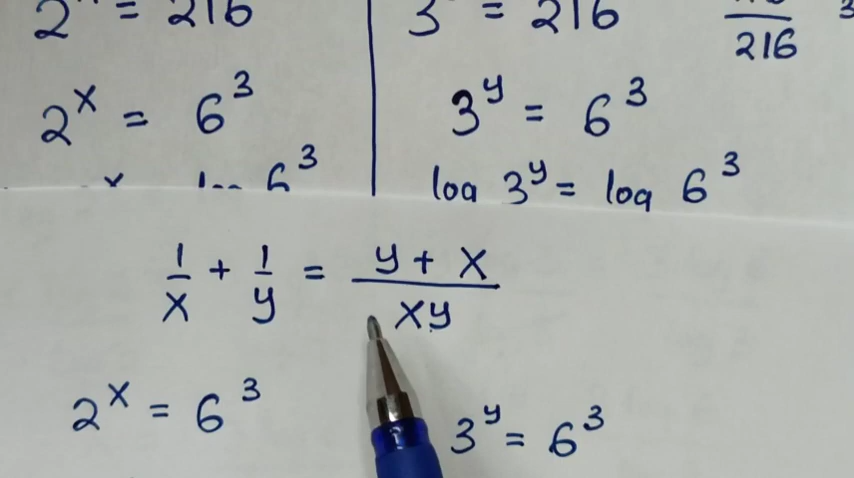 = 216
= 216
216
2^x = 6^3
3^y = 6^3
6^3
log 3^y = log 6^3
1/x + 1/y = y + x / xy
2^x = 6^3
3^y = 6^3